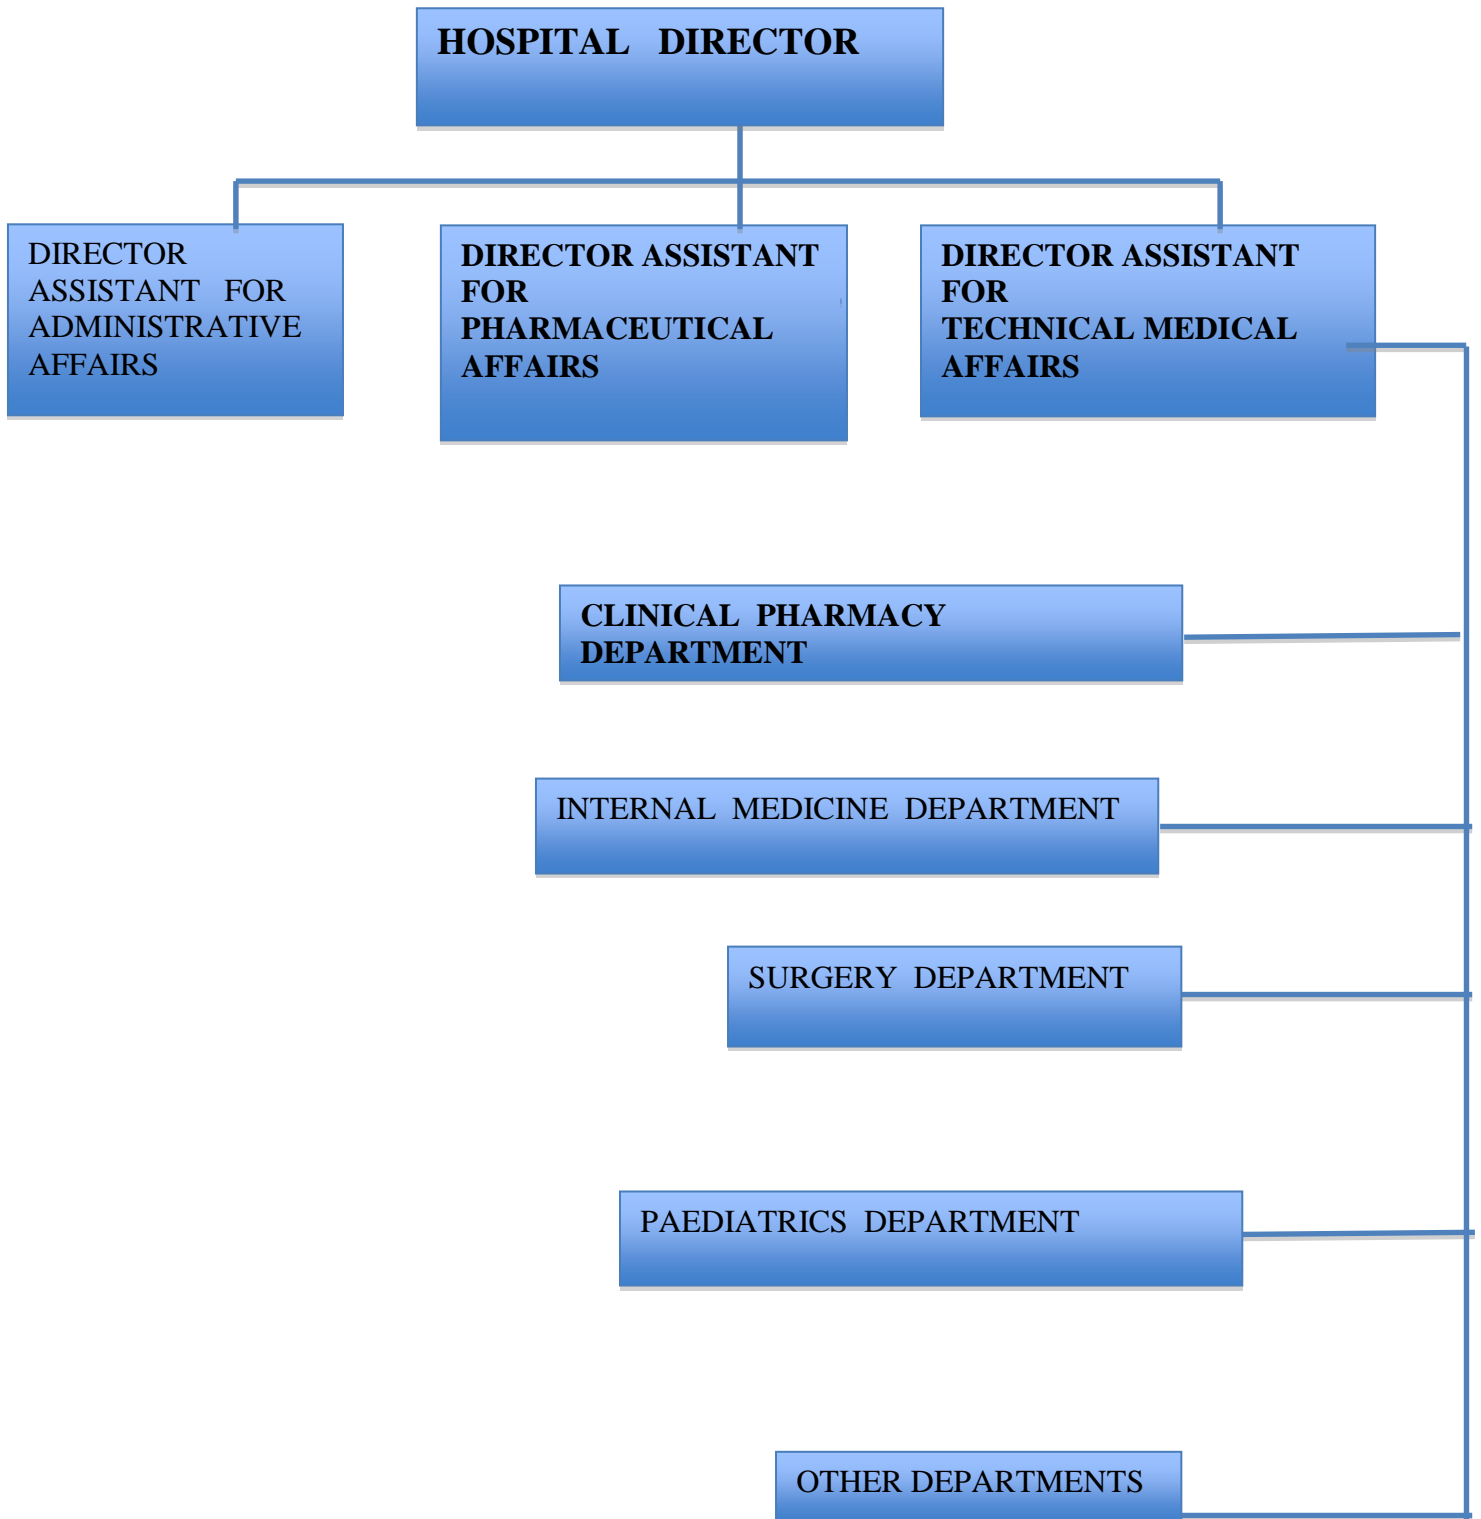 HOSPITAL DIRECTOR
DIRECTOR
ASSISTANT FOR
ADMINISTRATIVE
AFFAIRS
DIRECTOR ASSISTANT
FOR
PHARMACEUTICAL
AFFAIRS
DIRECTOR ASSISTANT
FOR
TECHNICAL MEDICAL
AFFAIRS
CLINICAL PHARMACY
DEPARTMENT
INTERNAL MEDICINE DEPARTMENT
SURGERY DEPARTMENT
PAEDIATRICS DEPARTMENT
OTHER DEPARTMENTS